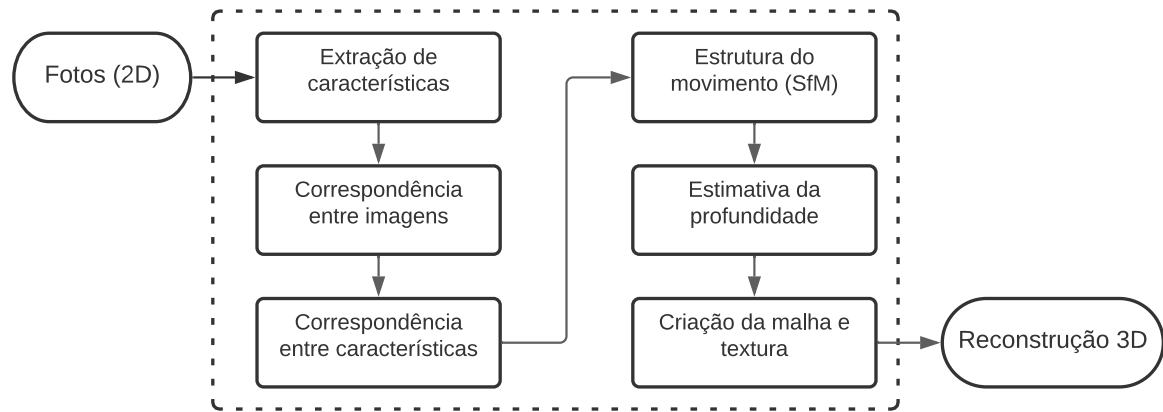 Fotos (2D)
Extração de
características
Correspondência
entre imagens
Correspondência
entre características
Estrutura do
movimento (SfM)
Estimativa da
profundidade
Criação da malha e
textura
Reconstrução 3D